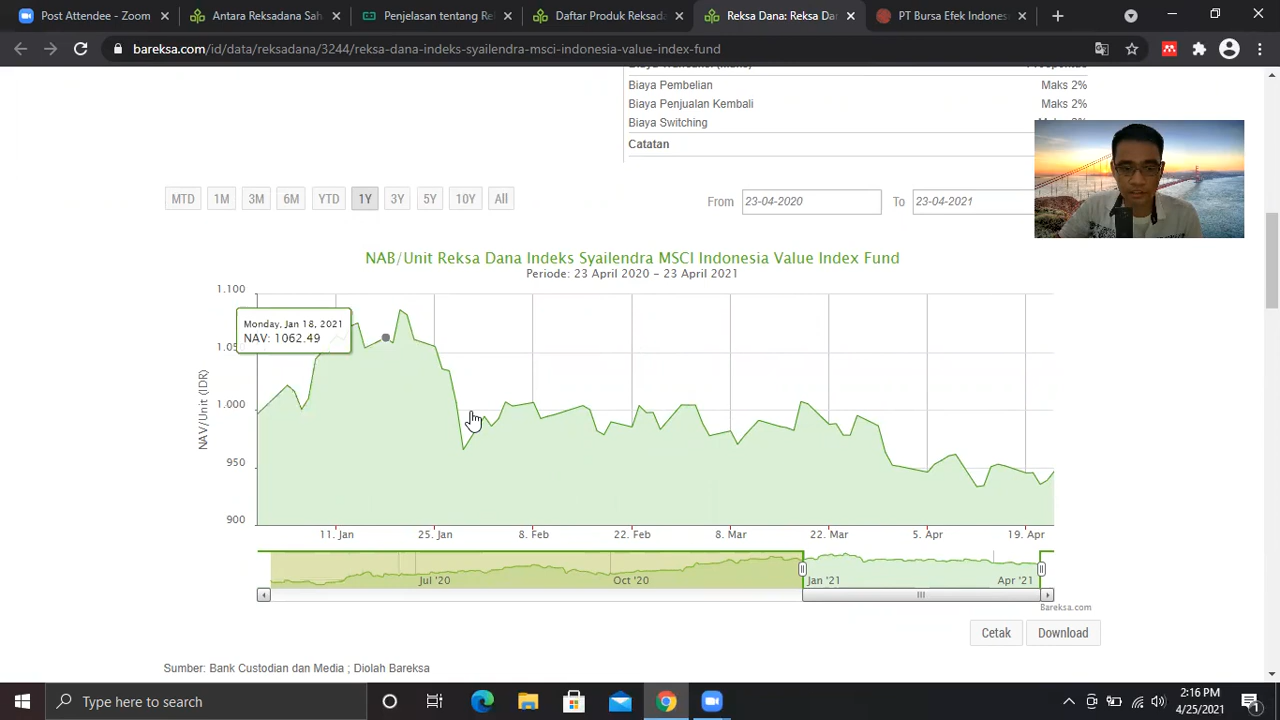 Post Attendee - Zoom
Antara Reksadana Sah
Penjelasan tentang Re
Daftar Produk Reksada
Reksa Dana: Reksa Da
PT Bursa Efek Indones
bareksa.com/id/data/reksadana/3244/reksa-dana-indeks-syailendra-msci-indonesia-value-index-fund
Biaya Pembelian Maks 2%
Biaya Penjualan Kembali Maks 2%
Biaya Switching
Catatan
MTD 1M 3M 6M YTD 1Y 3Y 5Y 10Y All
From 23-04-2020 To 23-04-2021
NAB/Unit Reksa Dana Indeks Syailendra MSCI Indonesia Value Index Fund
Periode: 23 April 2020 - 23 April 2021
1.100
Monday, Jan 18, 2021
NAV: 1062.49
1.000
950
900
NAV/Unit (IDR)
11. Jan 25. Jan 8. Feb 22. Feb 8. Mar 22. Mar 5. Apr 19. Apr
Jul '20 Oct '20 Jan '21 Apr '21
Bareksa.com
Cetak Download
Sumber: Bank Custodian dan Media ; Diolah Bareksa
Type here to search
2:16 PM
4/25/2021
1